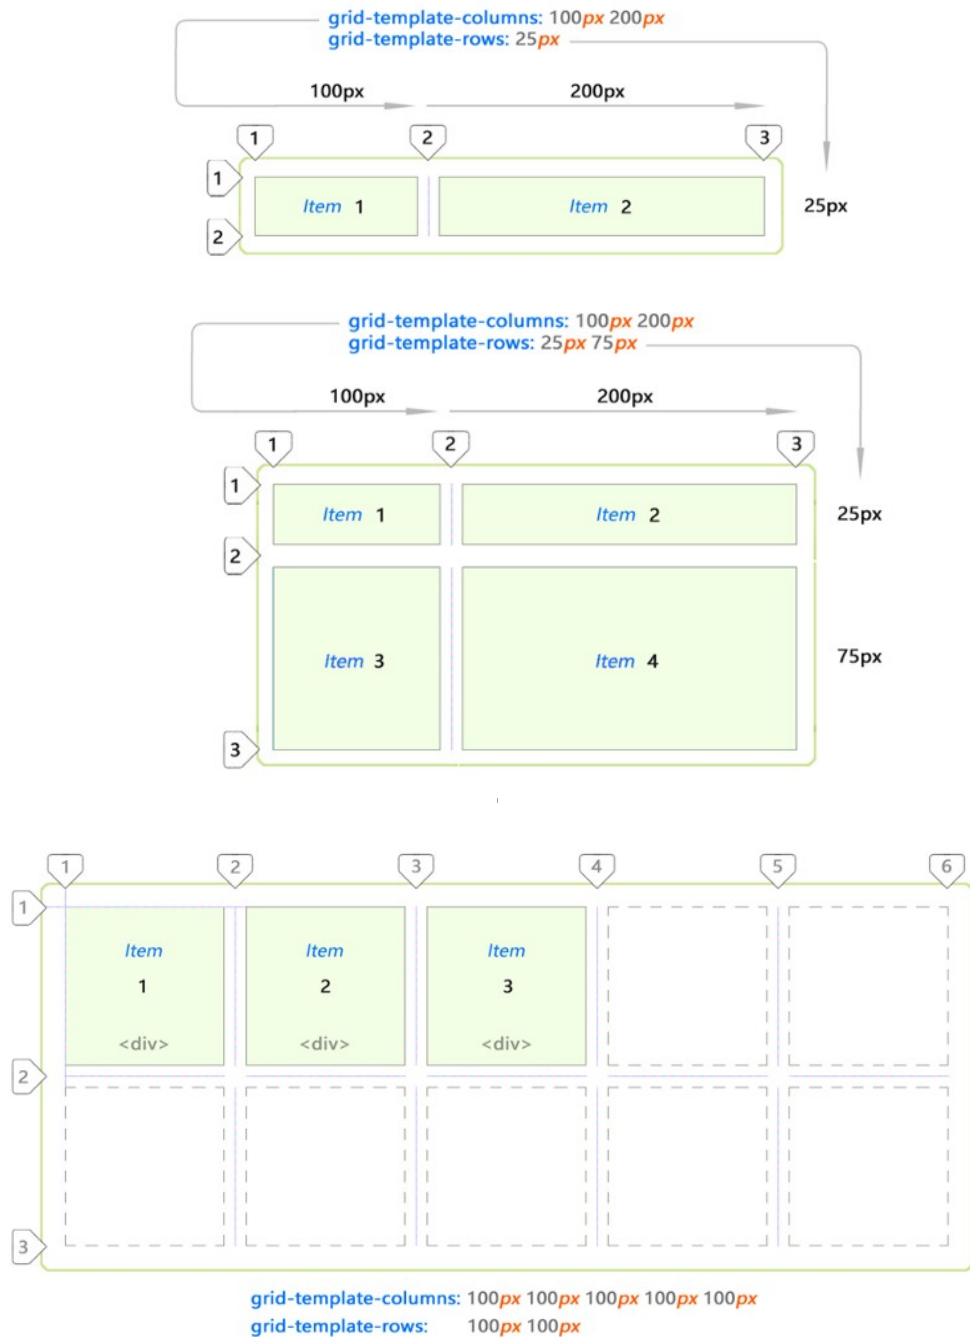 grid-template-columns: 100px 200px
grid-template-rows: 25px
100px 200px
1 2 3
1
Item 1 Item 2 25px
2
grid-template-columns: 100px 200px
grid-template-rows: 25px 75px
100px 200px
1 2 3
1
Item 1 Item 2 25px
2
Item 3 Item 4 75px
3
1 2 3 4 5 6
1
Item Item Item
1 2 3
<div> <div> <div>
2
3
grid-template-columns: 100px 100px 100px 100px 100px
grid-template-rows: 100px 100px